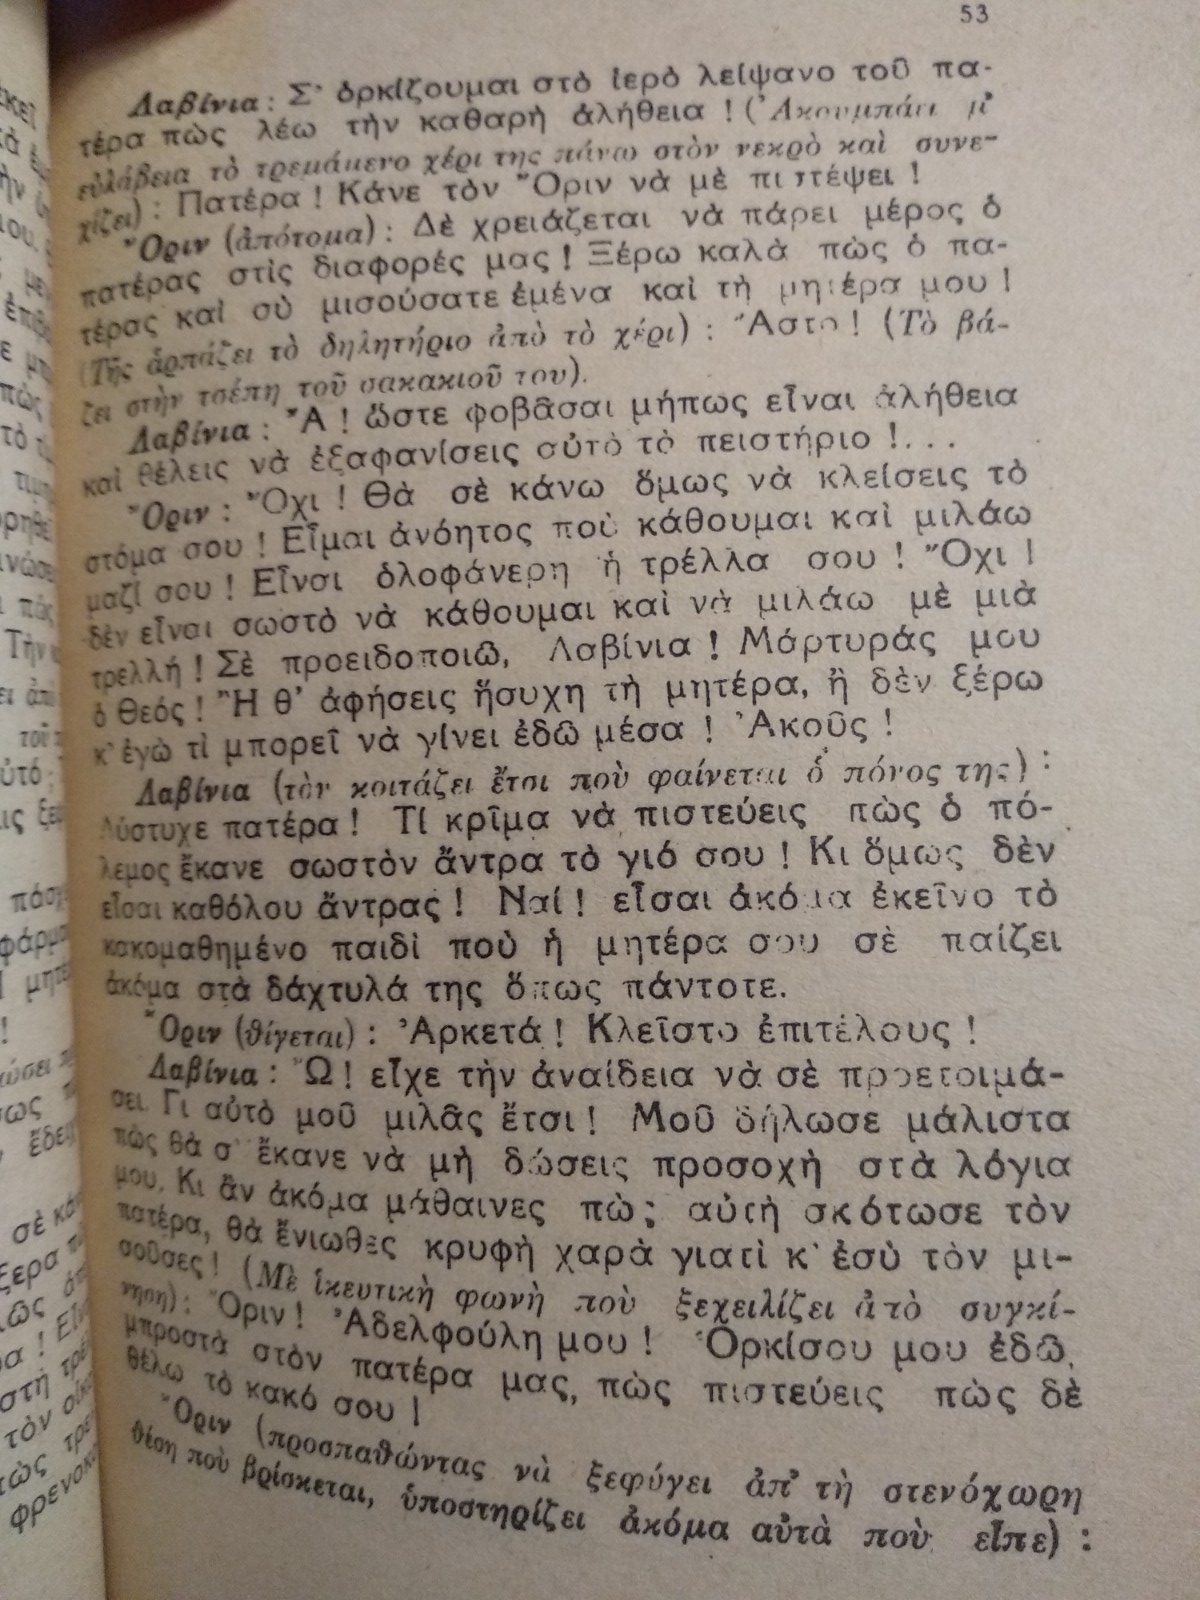 53
Λαβίνια : Σ’ ὁρκίζουμαι στὸ ἱερὸ λείψανο τοῦ πα-
τέρα πὼς λέω τὴν καθαρὴ ἀλήθεια ! (’Ακουμπάει μ’
εὐλάβεια τὸ τρεμάμενο χέρι της πάνω στὸν νεκρὸ καὶ συνε-
χίζει) : Πατέρα ! Κάνε τὸν Ὄριν νὰ μὲ πιστέψει !
Ὄριν (ἀπότομα) : Δὲ χρειάζεται νὰ πάρει μέρος ὁ
πατέρας στὶς διαφορές μας ! Ξέρω καλὰ πὼς ὁ πα-
τέρας καὶ σὺ μισούσατε ἐμένα καὶ τὴ μητέρα μου !
(Τῆς ἁρπάζει τὸ δηλητήριο ἀπὸ τὸ χέρι) : Ἄστο ! (Τὸ βά-
ζει στὴν τσέπη τοῦ σακακιοῦ του).
Λαβίνια : Ἄ ! ὥστε φοβᾶσαι μήπως εἶναι ἀλήθεια
καὶ θέλεις νὰ ἐξαφανίσεις αὐτὸ τὸ πειστήριο !...
Ὄριν : Ὄχι ! Θὰ σὲ κάνω ὅμως νὰ κλείσεις τὸ
στόμα σου ! Εἶμαι ἀνόητος ποὺ κάθουμαι καὶ μιλάω
μαζί σου ! Εἶνσι ὁλοφάνερη ἡ τρέλλα σου ! Ὄχι !
δὲν εἶναι σωστὸ νὰ κάθουμαι καὶ νὰ μιλάω μὲ μιὰ
τρελλή ! Σὲ προειδοποιῶ, Λαβίνια ! Μάρτυράς μου
ὁ Θεός ! Ἢ θ’ ἀφήσεις ἥσυχη τὴ μητέρα, ἢ δὲν ξέρω
κ’ ἐγὼ τὶ μπορεῖ νὰ γίνει ἐδῶ μέσα ! ’Ακοῦς !
Λαβίνια (τὸν κοιτάζει ἔτσι ποὺ φαίνεται ὁ πόνος της) :
Δύστυχε πατέρα ! Τί κρῖμα νὰ πιστεύεις πὼς ὁ πό-
λεμος ἔκανε σωστὸν ἄντρα τὸ γιό σου ! Κι ὅμως δὲν
εἶσαι καθόλου ἄντρας ! Ναί ! εἶσαι ἀκόμα ἐκεῖνο τὸ
κακομαθημένο παιδὶ ποὺ ἡ μητέρα σου σὲ παίζει
ἀκόμα στὰ δάχτυλά της ὅπως πάντοτε.
Ὄριν (θίγεται) : ’Αρκετά ! Κλεῖστο ἐπιτέλους !
Λαβίνια : Ὢ ! εἶχε τὴν ἀναίδεια νὰ σὲ προετοιμά-
σει. Γι αὐτὸ μοῦ μιλᾶς ἔτσι ! Μοῦ δήλωσε μάλιστα
πὼς θὰ σ’ ἔκανε νὰ μὴ δώσεις προσοχὴ στὰ λόγια
μου. Κι ἂν ἀκόμα μάθαινες πὼς αὐτὴ σκότωσε τὸν
πατέρα, θὰ ἔνιωθες κρυφὴ χαρὰ γιατὶ κ’ ἐσὺ τὸν μι-
σοῦσες ! (Μὲ ἱκευτικὴ φωνὴ ποὺ ξεχειλίζει ἀπὸ συγκί-
νηση) : Ὄριν ! ’Αδελφούλη μου ! Ὁρκίσου μου ἐδῶ,
μπροστὰ στὸν πατέρα μας, πὼς πιστεύεις πὼς δὲ
θέλω τὸ κακό σου !
Ὄριν (προσπαθώντας νὰ ξεφύγει ἀπ’ τὴ στενόχωρη
θέση ποὺ βρίσκεται, ὑποστηρίζει ἀκόμα αὐτὰ ποὺ εἶπε) :